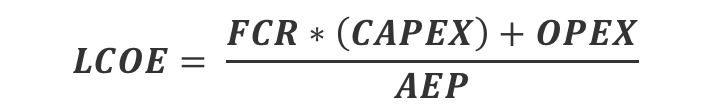 LCOE = FCR * (CAPEX) + OPEX
AEP